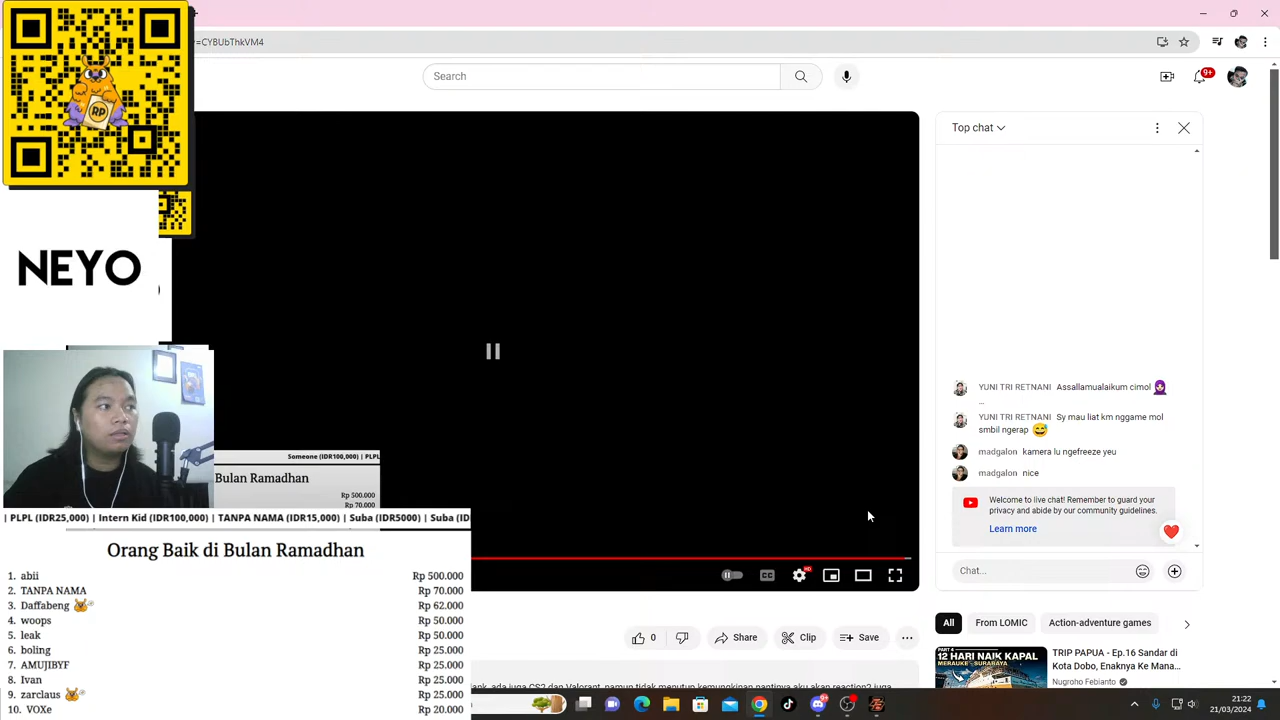 =CYBUbThkVM4
Search
9+
RP
NEYO
Top chat
YUNI TRI RETNANI Assallamualaikum cimol
...
YUNI TRI RETNANI Sy mau liat km nggame mol
smbil ngerap
madgalon kamera lu ngefreeze yeu
madgalon nice
Welcome to live chat! Remember to guard your
privacy and abide by our community guidelines.
Learn more
Chat...
Someone (IDR100,000) | PLPL
Bulan Ramadhan
Rp 500.000
Rp 70.000
| PLPL (IDR25,000) | Intern Kid (IDR100,000) | TANPA NAMA (IDR15,000) | Suba (IDR5000) | Suba (ID
Orang Baik di Bulan Ramadhan
1. abii Rp 500.000
2. TANPA NAMA Rp 70.000
3. Daffabeng Rp 62.000
4. woops Rp 50.000
5. leak Rp 50.000
6. boling Rp 25.000
7. AMUJIBYF Rp 25.000
8. Ivan Rp 25.000
9. zarclaus Rp 25.000
10. VOXe Rp 20.000
CC
HD
0
Share
Clip
Save
All
From LOMIC
Action-adventure games
PART 4
12 HARI NAIK KAPAL
MERAUKE-SURABAYA
TRIP PAPUA - Ep.16 Sandar di
Kota Dobo, Enaknya Ke Mana...
Nugroho Febianto
21:22
21/03/2024